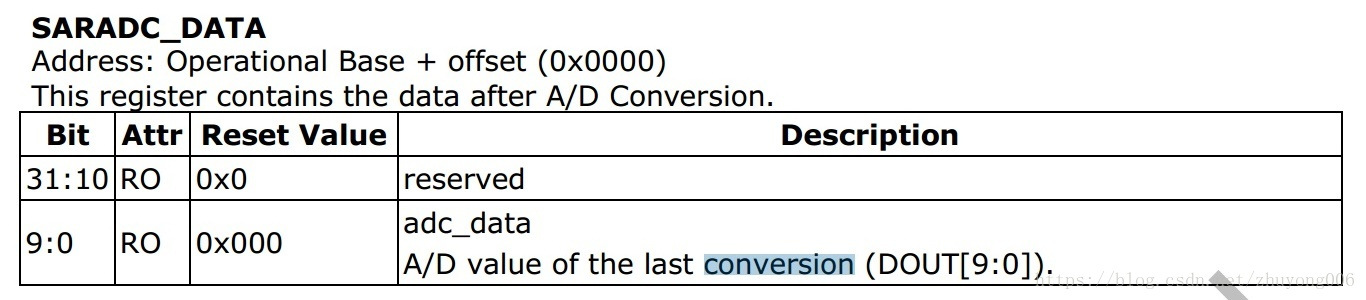 SARADC_DATA
Address: Operational Base + offset (0x0000)
This register contains the data after A/D Conversion.
Bit Attr Reset Value Description
31:10 RO 0x0 reserved
9:0 RO 0x000 adc_data
A/D value of the last conversion (DOUT[9:0]).
https://blog.csdn.net/zhuyong006